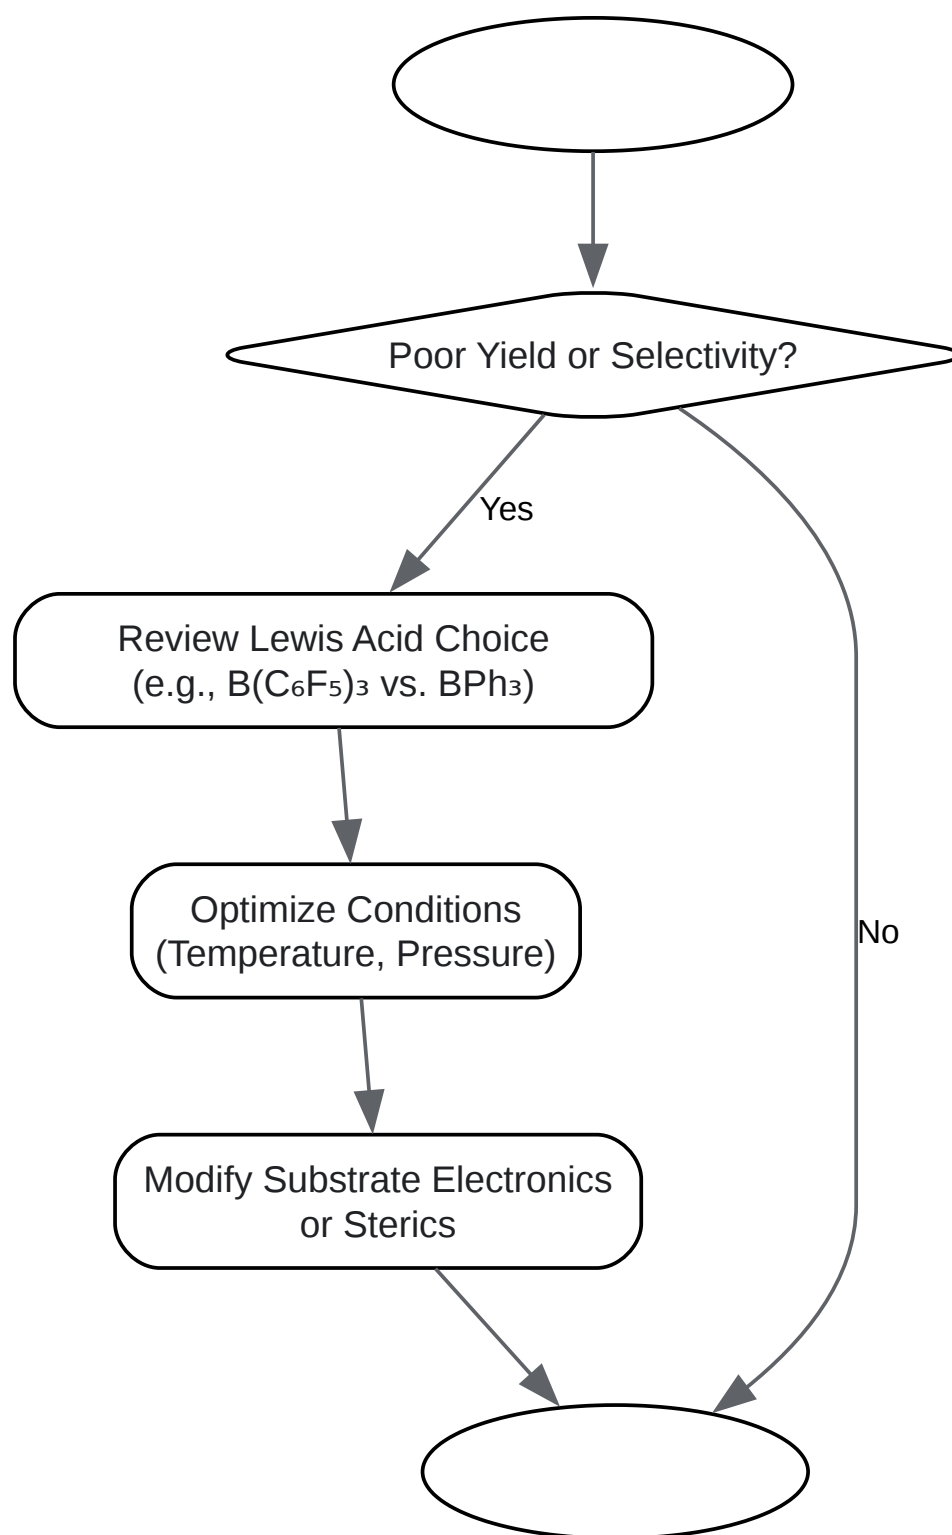 Poor Yield or Selectivity?
Yes
Review Lewis Acid Choice
(e.g., B(C₆F₅)₃ vs. BPh₃)
Optimize Conditions
(Temperature, Pressure)
No
Modify Substrate Electronics
or Sterics